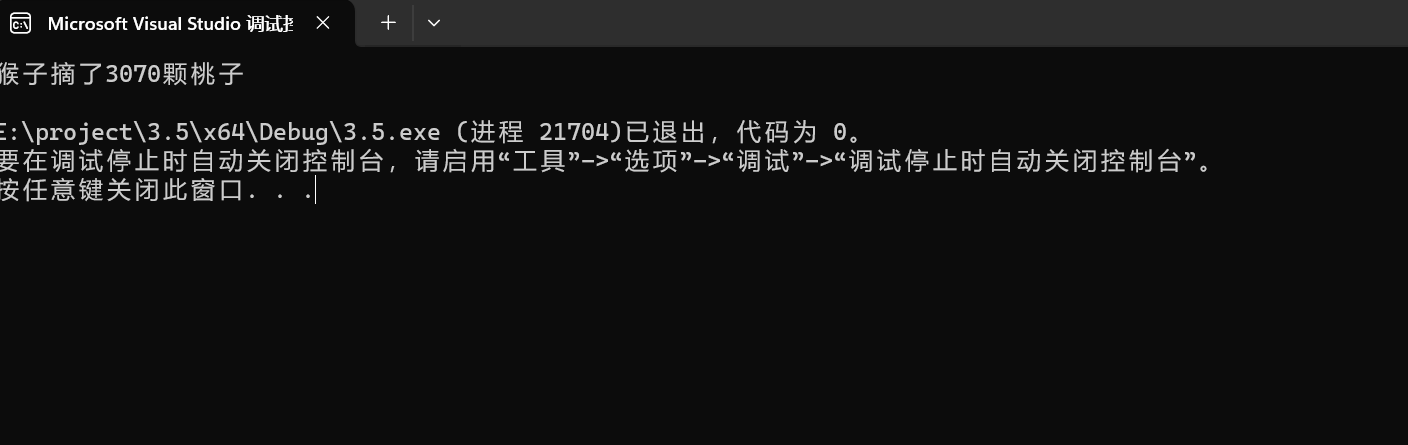 Microsoft Visual Studio 调试控
猴子摘了3070颗桃子
E:\project\3.5\x64\Debug\3.5.exe (进程 21704)已退出，代码为 0。
要在调试停止时自动关闭控制台，请启用“工具”->“选项”->“调试”->“调试停止时自动关闭控制台”。
按任意键关闭此窗口. . .